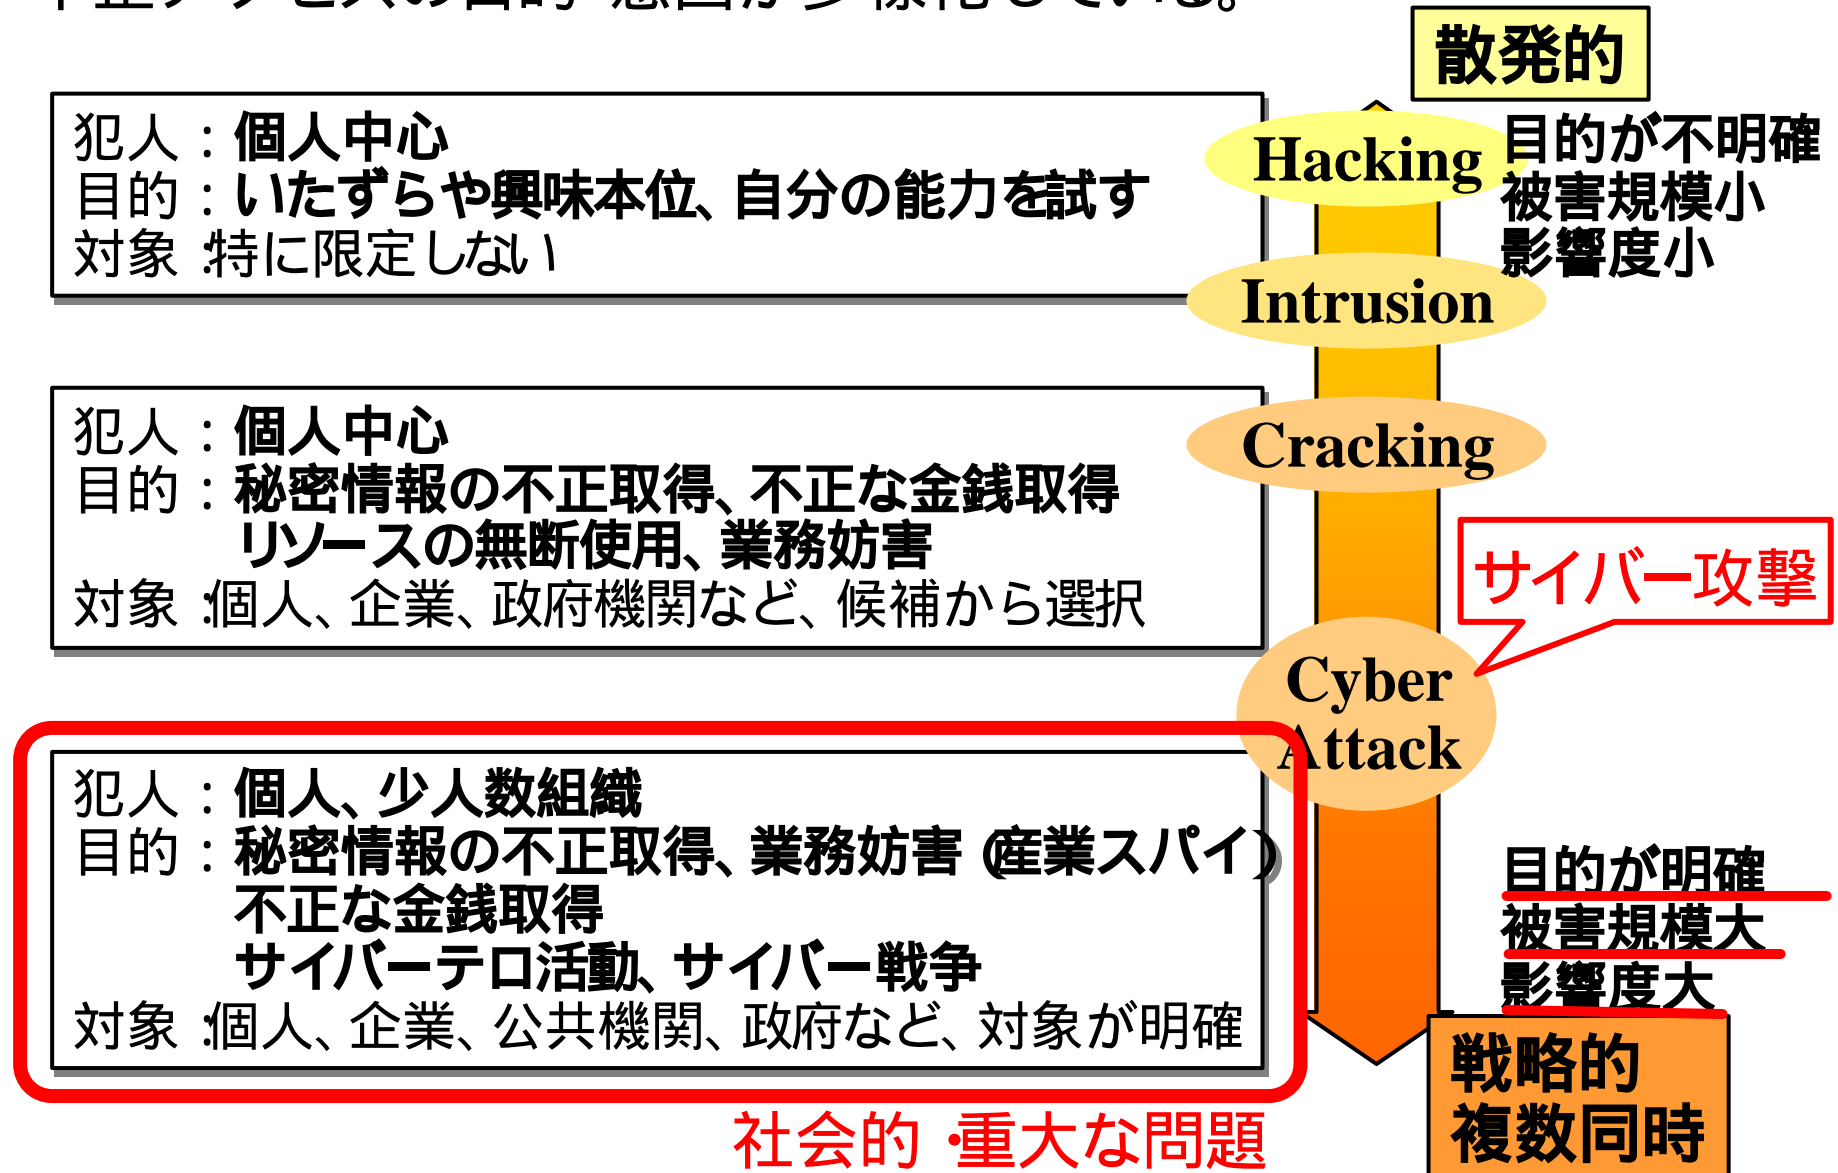 散発的
犯人：個人中心
目的：いたずらや興味本位、自分の能力を試す
対象：特に限定しない
Hacking
目的が不明確
被害規模小
影響度小
Intrusion
犯人：個人中心
目的：秘密情報の不正取得、不正な金銭取得
リソースの無断使用、業務妨害
対象：個人、企業、政府機関など、候補から選択
Cracking
サイバー攻撃
Cyber
Attack
犯人：個人、少人数組織
目的：秘密情報の不正取得、業務妨害（産業スパイ）
不正な金銭取得
サイバーテロ活動、サイバー戦争
対象：個人、企業、公共機関、政府など、対象が明確
目的が明確
被害規模大
影響度大
戦略的
複数同時
社会的・重大な問題